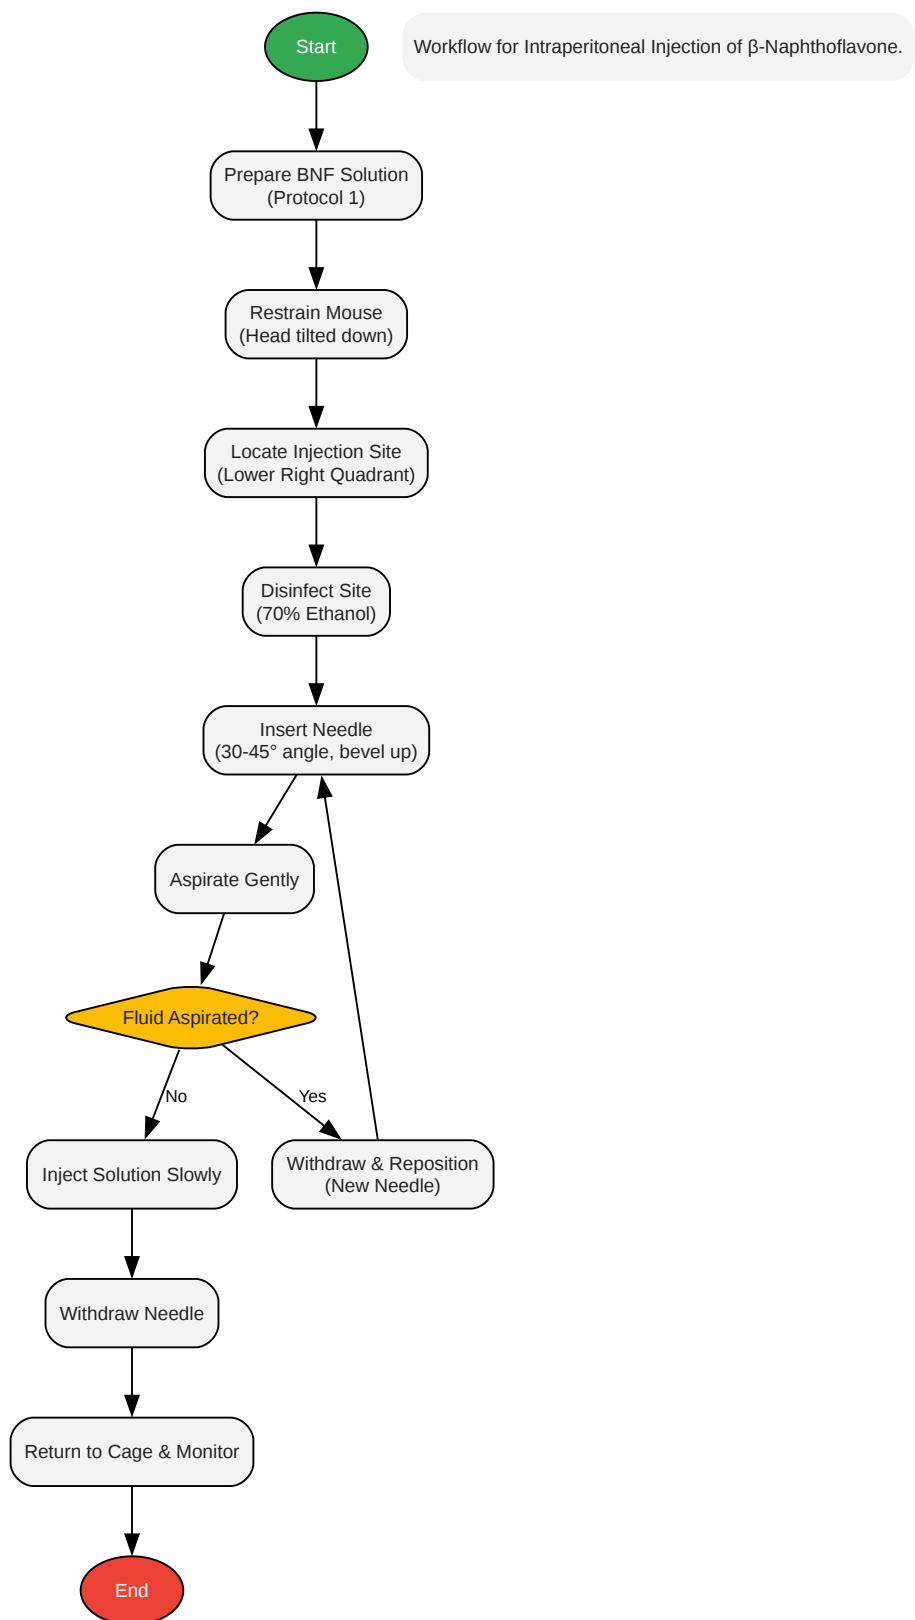 Start
Workflow for Intraperitoneal Injection of β-Naphthoflavone.
Prepare BNF Solution
(Protocol 1)
Restrain Mouse
(Head tilted down)
Locate Injection Site
(Lower Right Quadrant)
Disinfect Site
(70% Ethanol)
Insert Needle
(30-45° angle, bevel up)
Aspirate Gently
Fluid Aspirated?
No
Yes
Inject Solution Slowly
Withdraw & Reposition
(New Needle)
Withdraw Needle
Return to Cage & Monitor
End